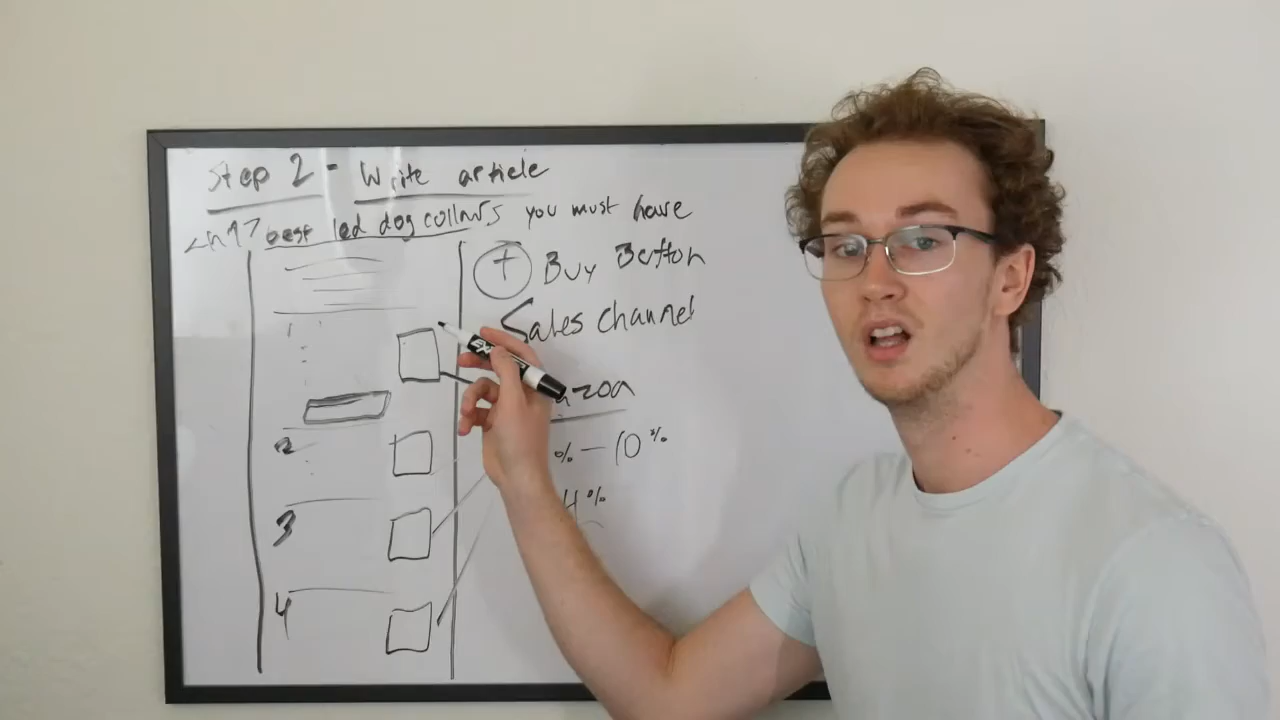 Step 2 - Write article
<h1> best led dog collars you must have
+ Buy Button
Sales channel
1
azon
2
% - 10%
3
4%
4